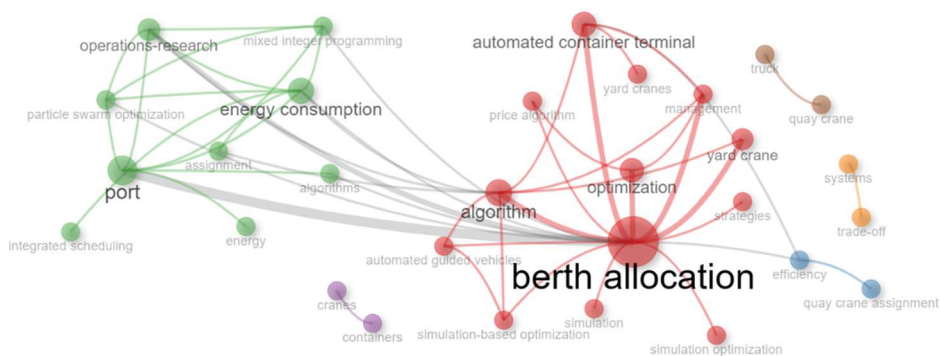 operations-research
mixed integer programming
automated container terminal
truck
yard cranes
energy consumption
particle swarm optimization
price algorithm
management
quay crane
assignment
yard crane
port
algorithms
optimization
systems
algorithm
strategies
integrated scheduling
energy
automated guided vehicles
trade-off
berth allocation
efficiency
cranes
quay crane assignment
containers
simulation-based optimization
simulation
simulation optimization